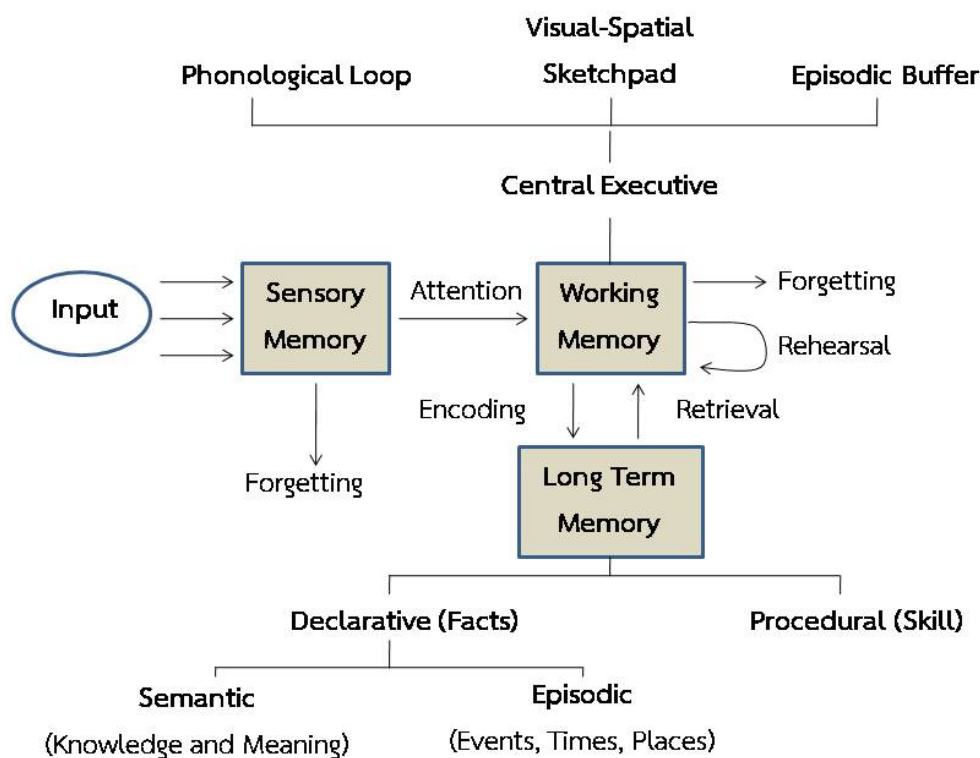 Visual-Spatial
Phonological Loop
Sketchpad
Episodic Buffer
Central Executive
Input
Sensory
Memory
Attention
Working
Memory
Forgetting
Rehearsal
Encoding
Retrieval
Forgetting
Long Term
Memory
Declarative (Facts)
Procedural (Skill)
Semantic
(Knowledge and Meaning)
Episodic
(Events, Times, Places)